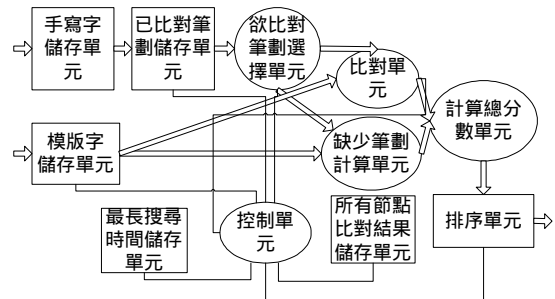 手寫字
儲存單
元
已比對筆
劃儲存單
元
欲比對
筆劃選
擇單元
比對單
元
計算總分
數單元
模版字
儲存單元
缺少筆劃
計算單元
最長搜尋
時間儲存
單元
控制單
元
所有節點
比對結果
儲存單元
排序單元